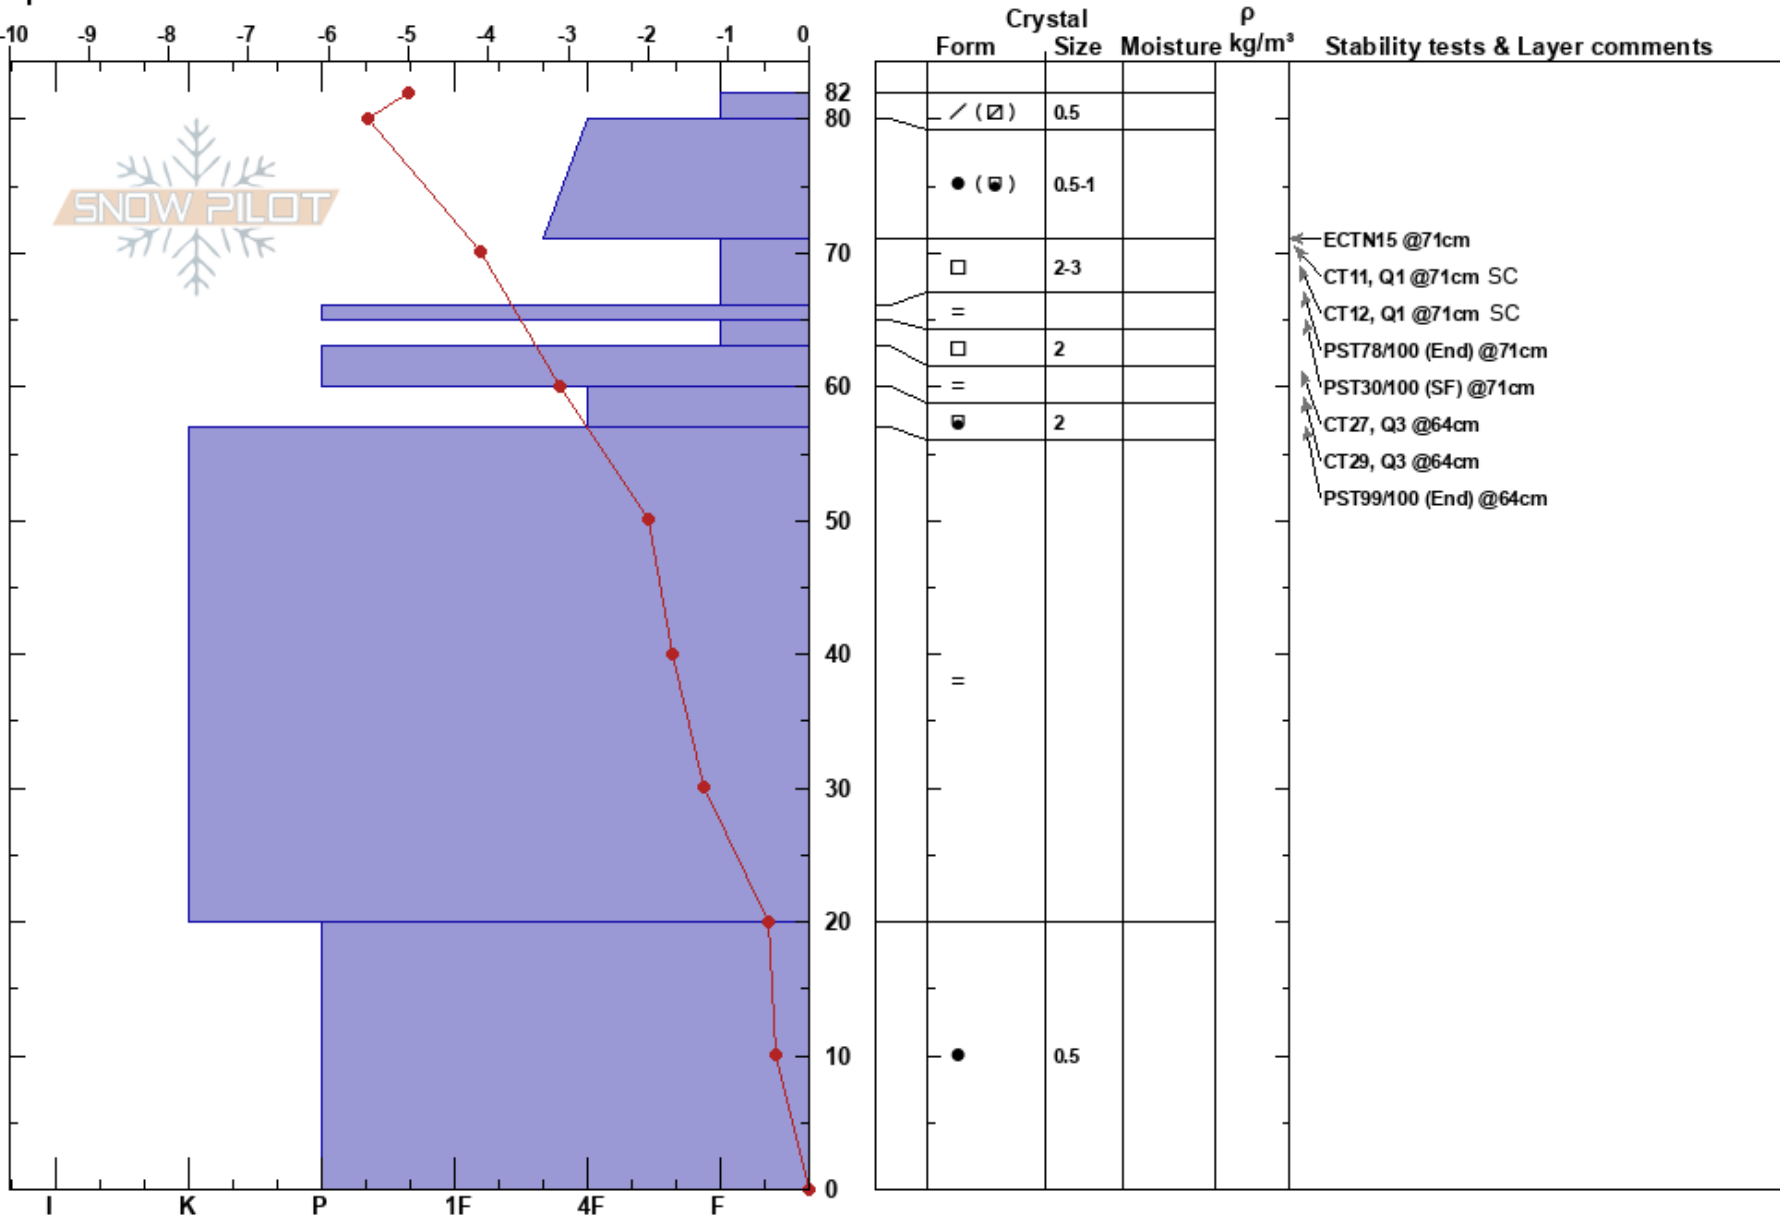 Crystal ρ
-10 -9 -8 -7 -6 -5 -4 -3 -2 -1 0 Form Size Moisture kg/m³ Stability tests & Layer comments
82
80
/ (☑) 0.5
SNOW PILOT
● ( ) 0.5-1
ECTN15 @71cm
70
□ 2-3
CT11, Q1 @71cm SC
=
CT12, Q1 @71cm SC
□ 2
PST78/100 (End) @71cm
60
=
PST30/100 (SF) @71cm
2
CT27, Q3 @64cm
CT29, Q3 @64cm
PST99/100 (End) @64cm
50
40
=
30
20
10
● 0.5
0
I K P 1F 4F F